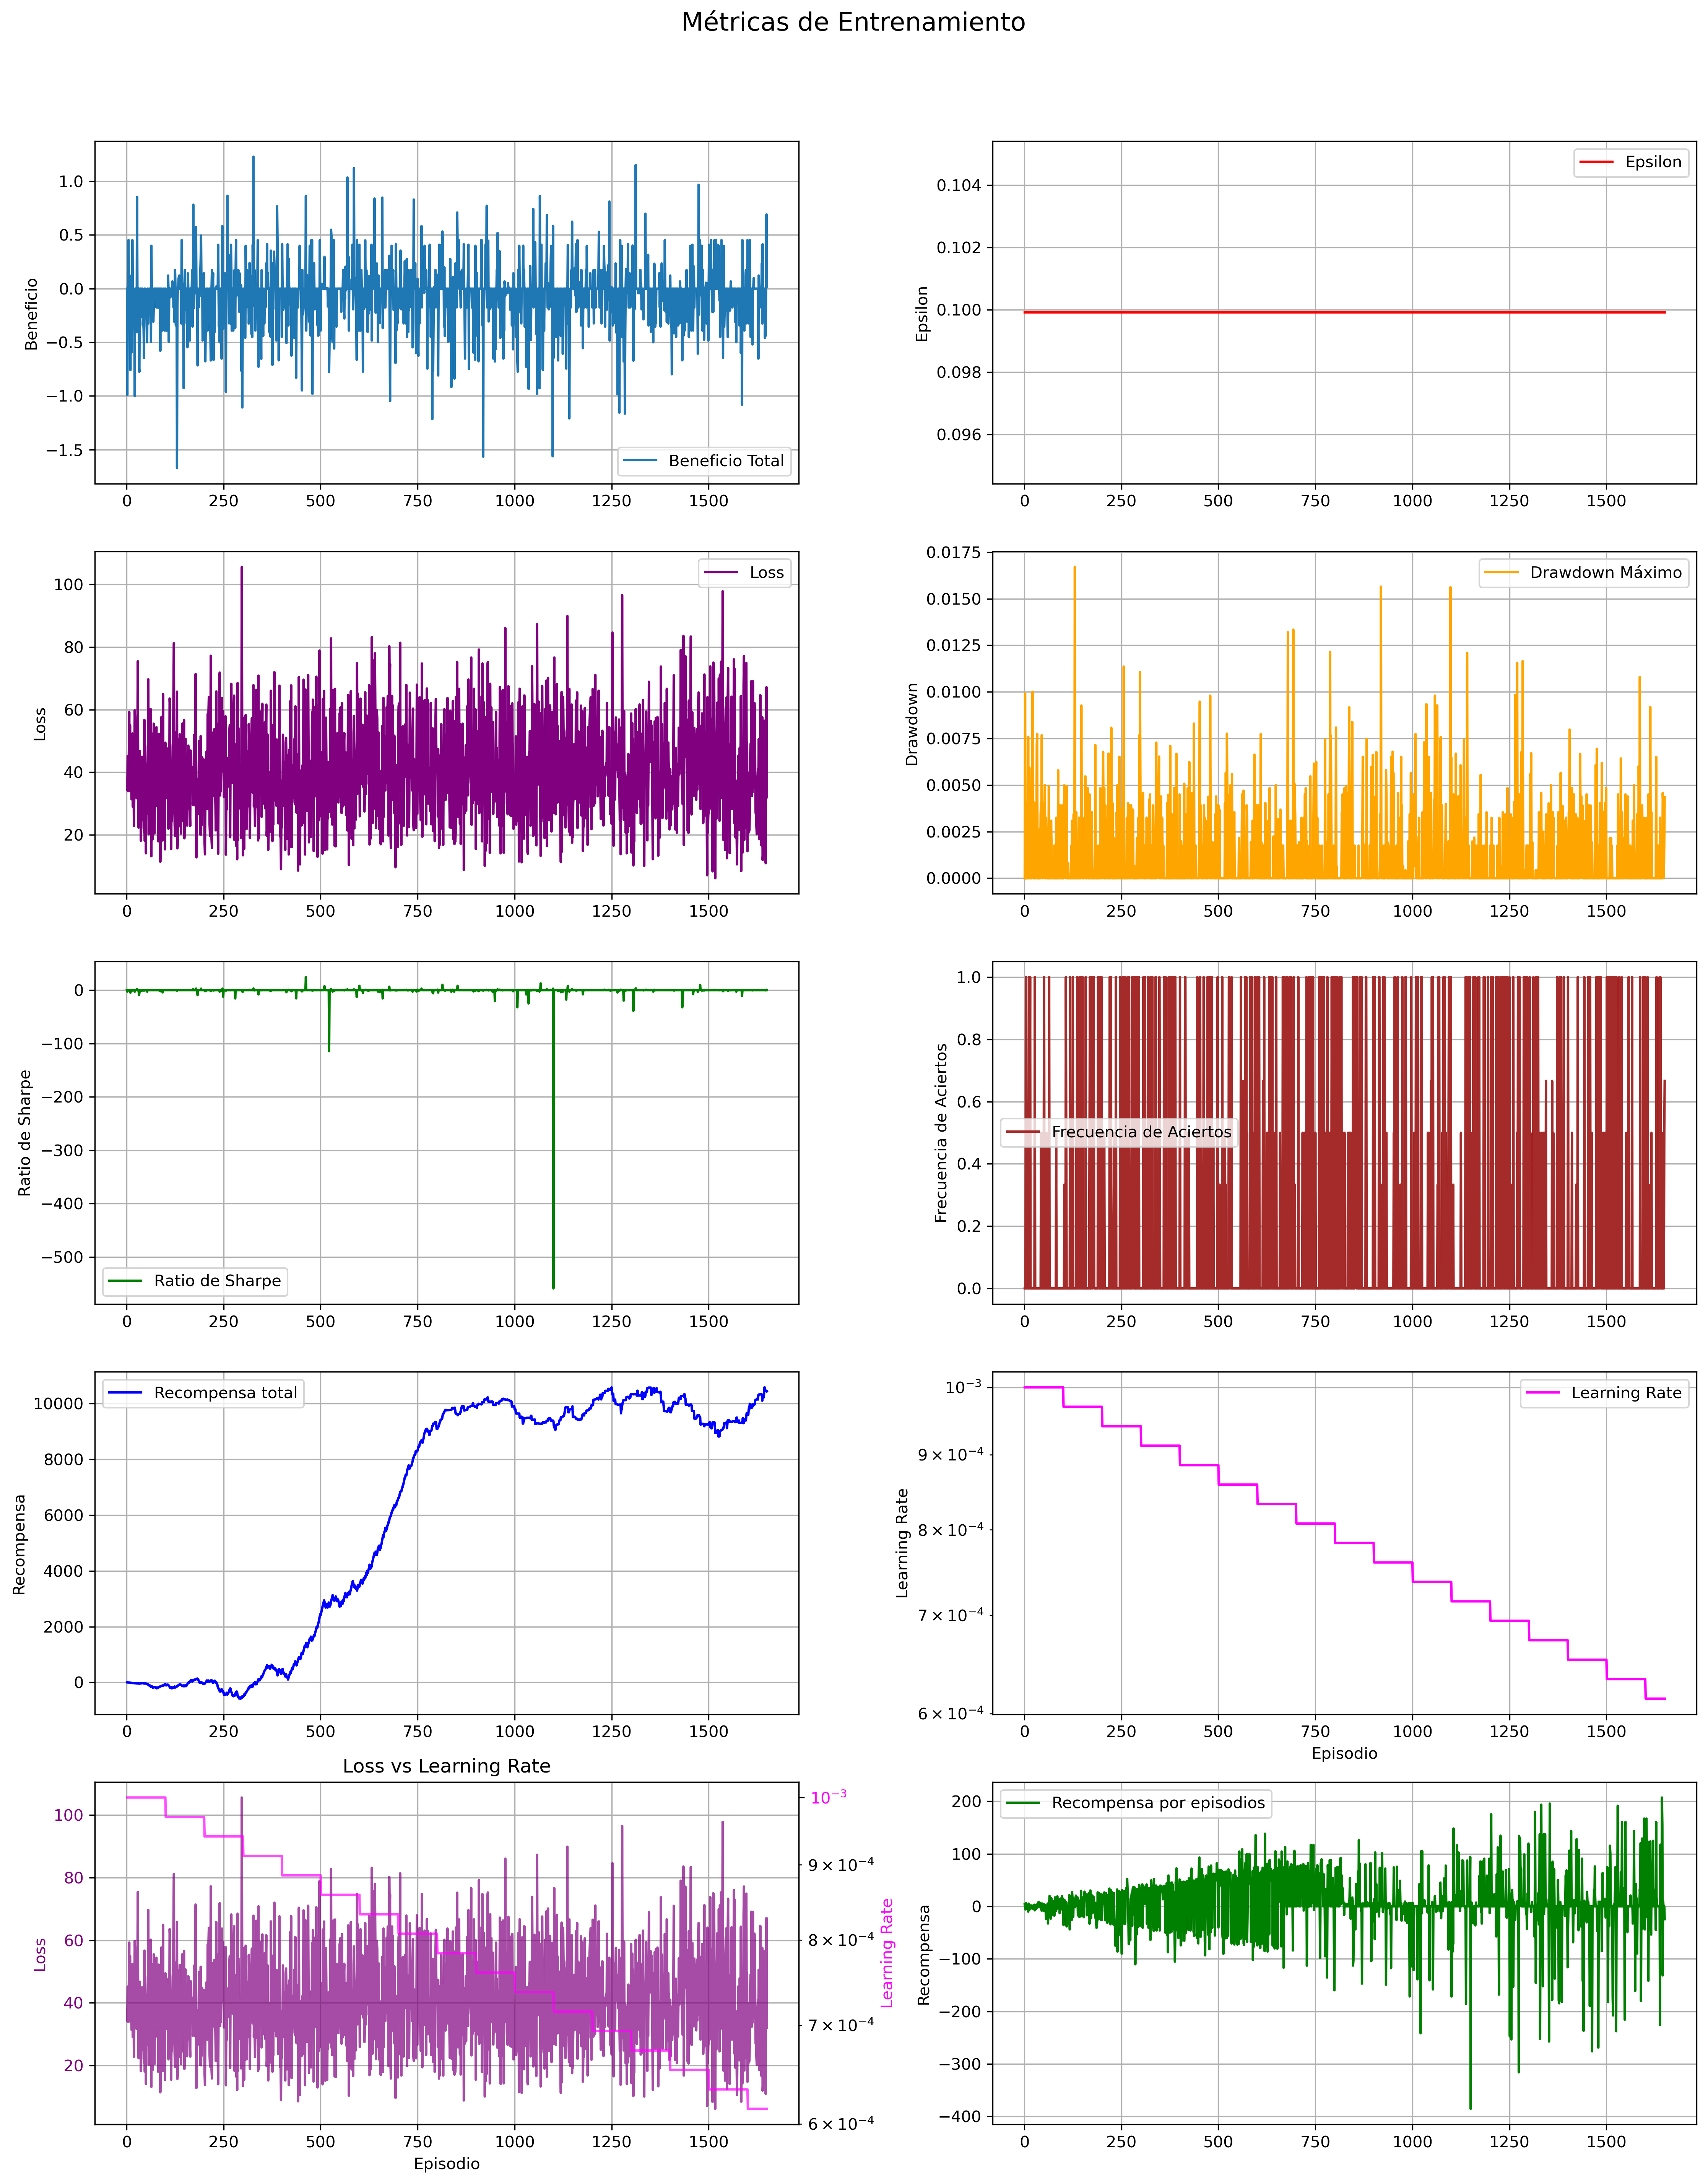 Métricas de Entrenamiento
Beneficio
1.0
0.5
0.0
−0.5
−1.0
−1.5
Beneficio Total
0 250 500 750 1000 1250 1500
Epsilon
0.104
0.102
0.100
0.098
0.096
Epsilon
0 250 500 750 1000 1250 1500
Loss
100
80
60
40
20
Loss
0 250 500 750 1000 1250 1500
Drawdown
0.0175
0.0150
0.0125
0.0100
0.0075
0.0050
0.0025
0.0000
Drawdown Máximo
0 250 500 750 1000 1250 1500
Ratio de Sharpe
0
−100
−200
−300
−400
−500
Ratio de Sharpe
0 250 500 750 1000 1250 1500
Frecuencia de Aciertos
1.0
0.8
0.6
0.4
0.2
0.0
Frecuencia de Aciertos
0 250 500 750 1000 1250 1500
Recompensa
10000
8000
6000
4000
2000
0
Recompensa total
0 250 500 750 1000 1250 1500
Learning Rate
10⁻³
9 × 10⁻⁴
8 × 10⁻⁴
7 × 10⁻⁴
6 × 10⁻⁴
Learning Rate
0 250 500 750 1000 1250 1500
Episodio
Loss vs Learning Rate
Loss
100
80
60
40
20
10⁻³
9 × 10⁻⁴
8 × 10⁻⁴
7 × 10⁻⁴
6 × 10⁻⁴
Learning Rate
0 250 500 750 1000 1250 1500
Episodio
Recompensa
200
100
0
−100
−200
−300
−400
Recompensa por episodios
0 250 500 750 1000 1250 1500